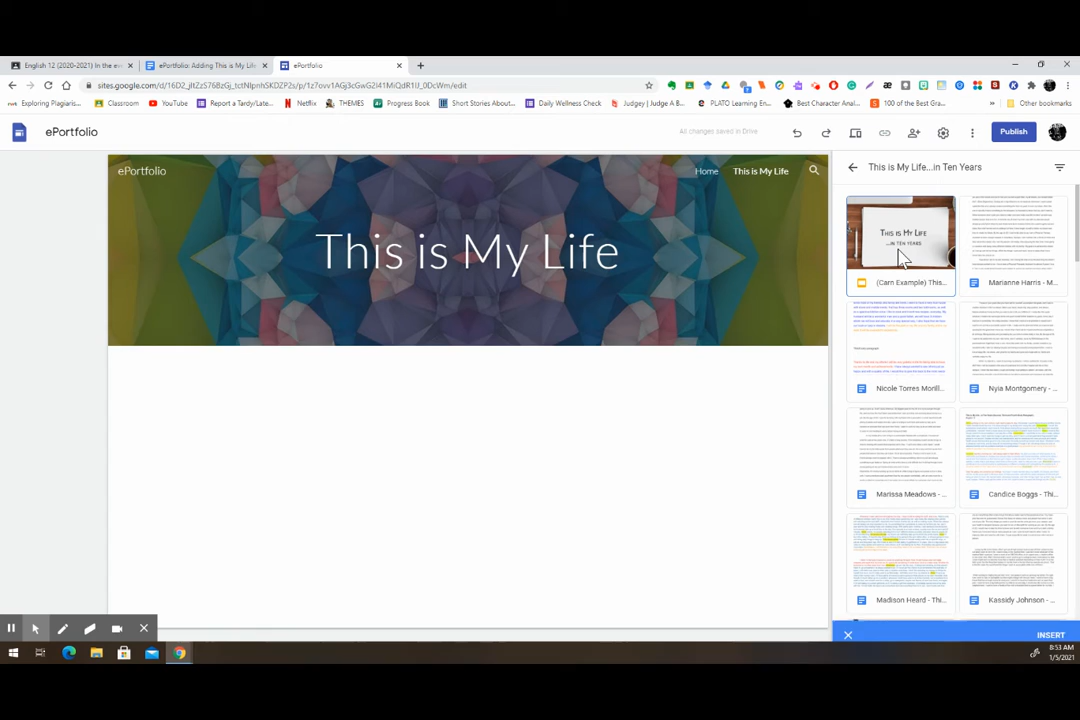 English 12 (2020-2021) In the ev
ePortfolio: Adding This is My Life
ePortfolio
sites.google.com/d/16D2_jItZzS76BzGj_tctNlpnhSKDZP2s/p/1z7ovv1AGj3cGwG2I41MiQdR1lJ_0DcWm/edit
Exploring Plagiaris...
Classroom
YouTube
Report a Tardy/Late...
Netflix
THEMES
Progress Book
Short Stories About...
Daily Wellness Check
Judgey | Judge A B...
PLATO Learning En...
Best Character Anal...
100 of the Best Gra...
»
Other bookmarks
ePortfolio
All changes saved in Drive
Publish
ePortfolio
Home
This is My Life
This is My Life
This is My Life...in Ten Years
This is My Life
...in Ten Years
(Carn Example) This...
Marianne Harris - M...
Nicole Torres Morill...
Nyia Montgomery - ...
Marissa Meadows - ...
Candice Boggs - Thi...
Madison Heard - Thi...
Kassidy Johnson - ...
INSERT
8:53 AM
1/5/2021